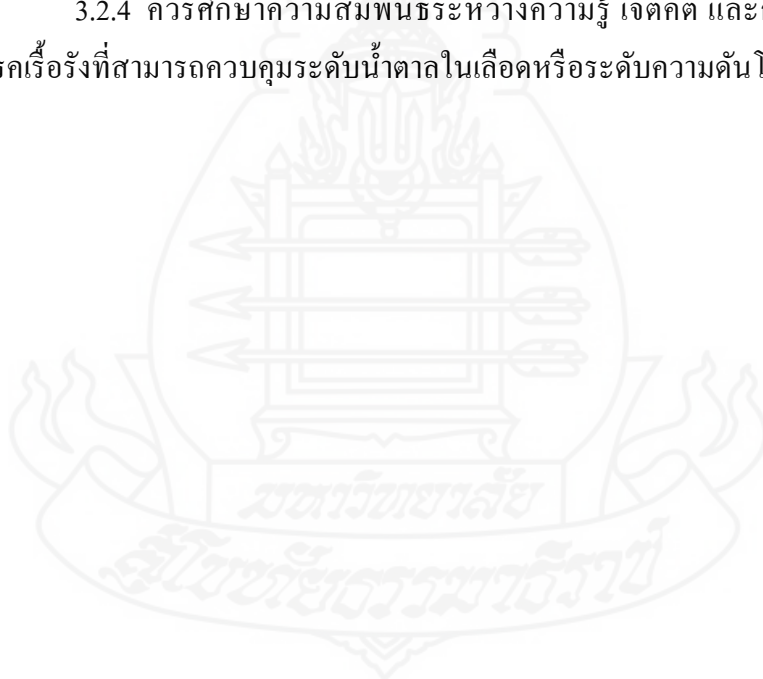 3.2.4 ควรศึกษาความสัมพันธ์ระหว่างความรู้ เจตคติ และ
เรื้อรังที่สามารถควบคุมระดับน้ำตาลในเลือดหรือระดับความดัน
มหาวิทยาลัย
สุโขทัยธรรมาธิราช